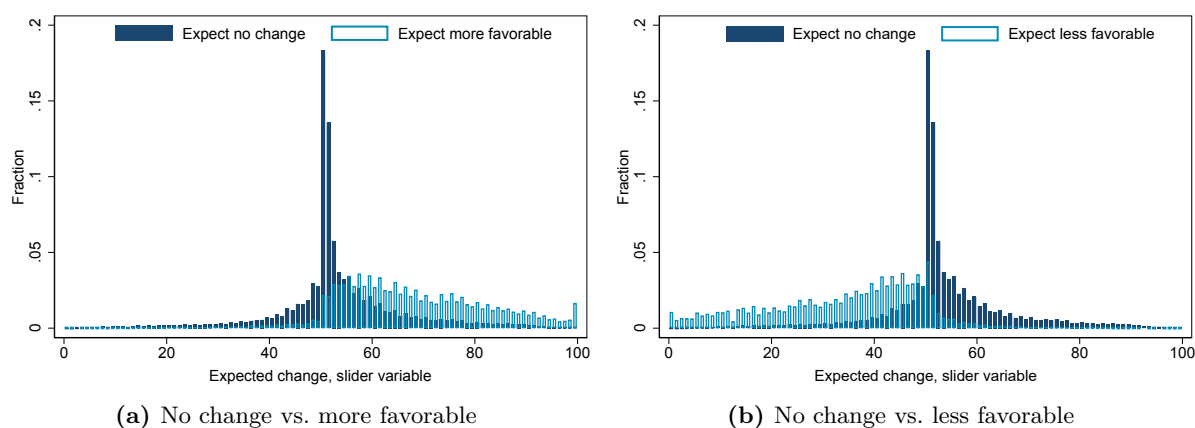 Expect no change Expect more favorable
Fraction
.2
.15
.1
.05
0
0 20 40 60 80 100
Expected change, slider variable
(a) No change vs. more favorable
Expect no change Expect less favorable
Fraction
.2
.15
.1
.05
0
0 20 40 60 80 100
Expected change, slider variable
(b) No change vs. less favorable